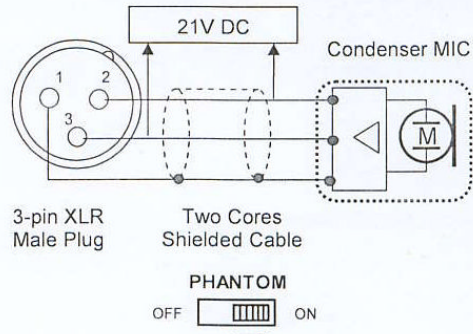 21V DC
Condenser MIC
1
2
3
M
3-pin XLR
Male Plug
Two Cores
Shielded Cable
PHANTOM
OFF
ON